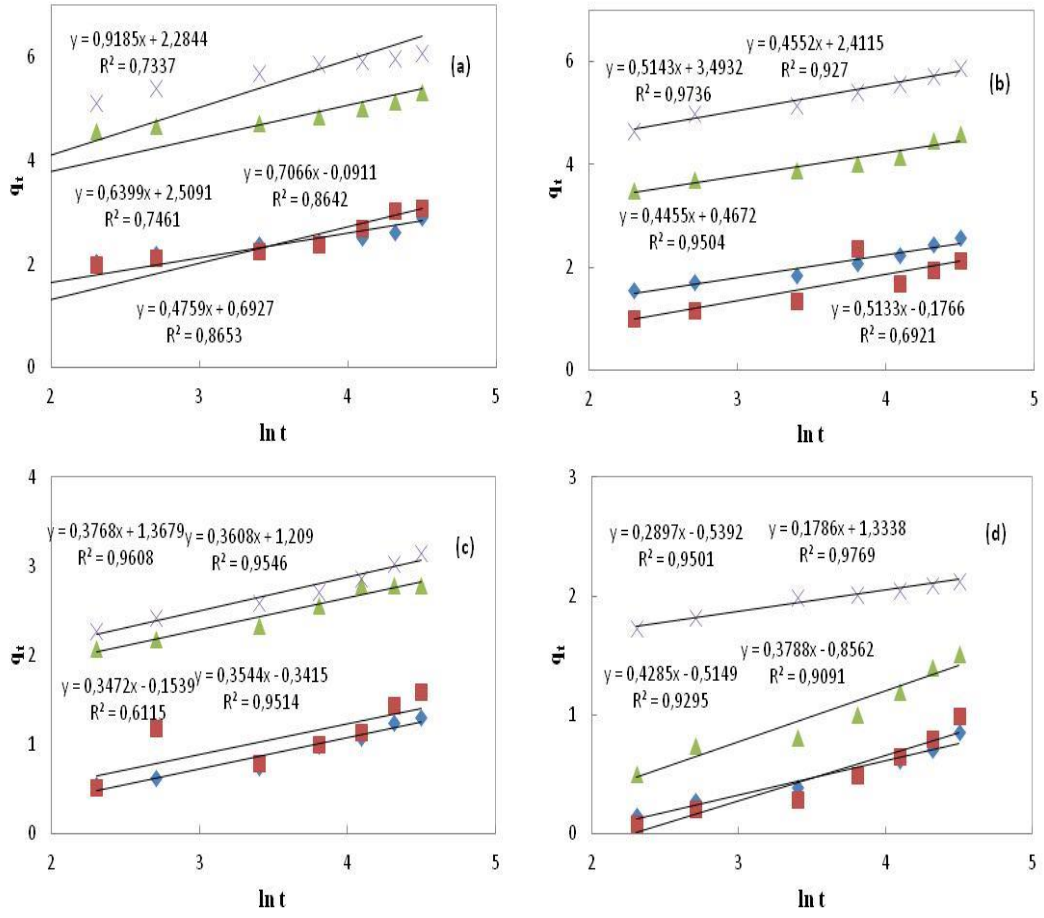 6
4
2
0
2
3
4
5
qt
ln t
(a)
y = 0,9185x + 2,2844
R² = 0,7337
y = 0,7066x - 0,0911
R² = 0,8642
y = 0,6399x + 2,5091
R² = 0,7461
y = 0,4759x + 0,6927
R² = 0,8653
6
4
2
0
2
3
4
5
ln t
(b)
y = 0,4552x + 2,4115
R² = 0,927
y = 0,5143x + 3,4932
R² = 0,9736
y = 0,4455x + 0,4672
R² = 0,9504
y = 0,5133x - 0,1766
R² = 0,6921
4
3
2
1
0
2
3
4
5
qt
ln t
(c)
y = 0,3768x + 1,3679
R² = 0,9608
y = 0,3608x + 1,209
R² = 0,9546
y = 0,3472x - 0,1539
R² = 0,6115
y = 0,3544x - 0,3415
R² = 0,9514
3
2
1
0
2
3
4
5
qt
ln t
(d)
y = 0,2897x - 0,5392
R² = 0,9501
y = 0,1786x + 1,3338
R² = 0,9769
y = 0,3788x - 0,8562
R² = 0,9091
y = 0,4285x - 0,5149
R² = 0,9295